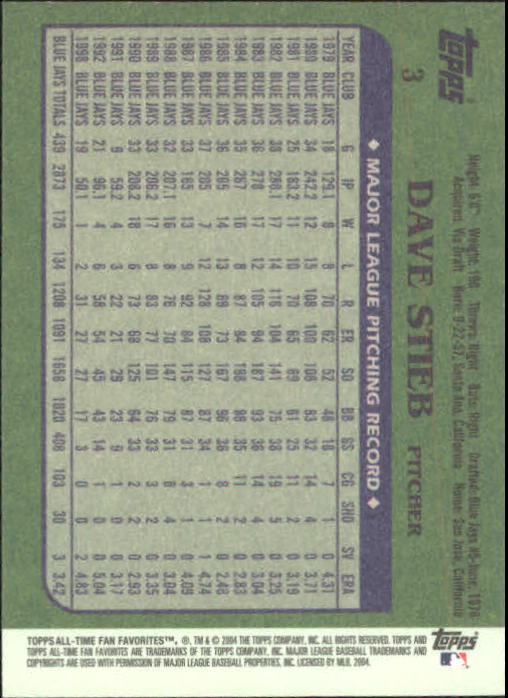 topps
3
Height: 6'0" Weight: Throws: Right Bats: Right Drafted: Blue Jays #5-June, 1978
Acquired: Via Draft Born: 7-22-57, Santa Ana, California Home: San Jose, California
DAVE STIEB PITCHER
◆ MAJOR LEAGUE PITCHING RECORD ◆
YEAR CLUB G IP W L R ER SO BB GS CG SHO SV ERA
1979 BLUE JAYS 18 129.1 8 8 70 62 52 48 18 7 1 0 4.31
1980 BLUE JAYS 34 242.2 12 15 108 100 108 83 32 14 4 0 3.71
1981 BLUE JAYS 25 183.2 11 10 70 65 89 61 25 11 2 0 3.19
1982 BLUE JAYS 38 288.1 17 14 116 104 141 75 38 19 5 0 3.25
1983 BLUE JAYS 36 278 17 12 105 94 187 93 36 14 4 0 3.04
1984 BLUE JAYS 35 267 16 8 87 84 198 88 35 11 2 0 2.83
1985 BLUE JAYS 36 265 14 13 89 73 167 96 36 8 2 0 2.48
1986 BLUE JAYS 37 205 7 12 128 108 127 87 34 1 1 1 4.74
1987 BLUE JAYS 33 185 13 9 92 84 115 87 31 3 1 0 4.09
1988 BLUE JAYS 32 207.1 16 8 76 70 147 79 31 8 4 0 3.04
1989 BLUE JAYS 33 206.2 17 8 83 77 101 76 33 3 2 0 3.35
1990 BLUE JAYS 33 208.2 18 6 73 68 125 64 33 2 2 0 2.93
1991 BLUE JAYS 9 59.2 4 3 22 21 29 23 9 1 0 0 3.17
1992 BLUE JAYS 21 96.1 4 6 58 54 45 43 14 1 0 0 5.04
1998 BLUE JAYS 19 50.1 1 2 31 27 27 17 3 0 0 2 4.83
BLUE JAYS TOTALS 439 2873 175 134 1208 1091 1658 1020 408 103 30 3 3.42
TOPPS ALL-TIME FAN FAVORITES™, ®, TM & © 2004 THE TOPPS COMPANY, INC. ALL RIGHTS RESERVED. TOPPS AND
TOPPS ALL-TIME FAN FAVORITES ARE TRADEMARKS OF THE TOPPS COMPANY, INC. MAJOR LEAGUE BASEBALL TRADEMARKS AND
COPYRIGHTS ARE USED WITH PERMISSION OF MAJOR LEAGUE BASEBALL PROPERTIES, INC. LICENSED BY MLB, 2004.
topps